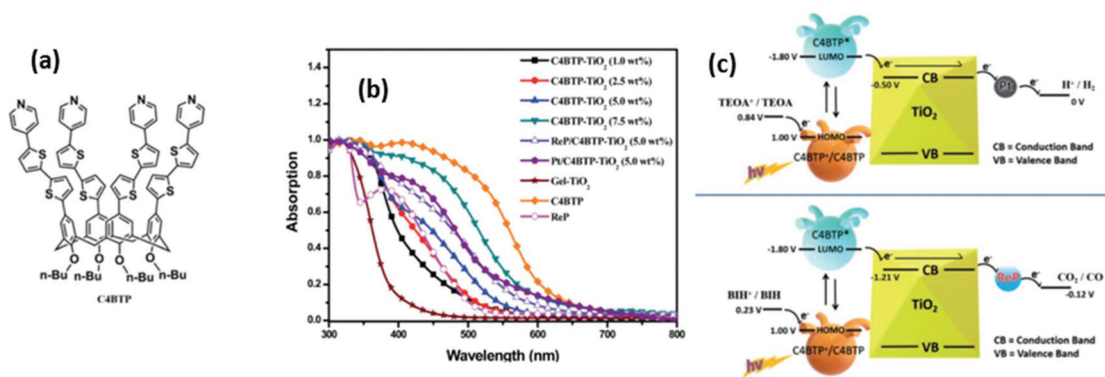 (a)
N N N N
S S S S
S S S S
O O O O
n-Bu n-Bu n-Bu n-Bu
C4BTP
(b)
Absorption
1.4
1.2
1.0
0.8
0.6
0.4
0.2
0.0
300 400 500 600 700 800
Wavelength (nm)
C4BTP-TiO₂ (1.0 wt%)
C4BTP-TiO₂ (2.5 wt%)
C4BTP-TiO₂ (5.0 wt%)
C4BTP-TiO₂ (7.5 wt%)
ReP/C4BTP-TiO₂ (5.0 wt%)
Pt/C4BTP-TiO₂ (5.0 wt%)
Gel-TiO₂
C4BTP
ReP
(c)
C4BTP*
-1.80 V LUMO
e⁻
-0.50 V CB
e⁻
Pt
e⁻
H⁺ / H₂
0 V
TEOA⁺ / TEOA
0.84 V
e⁻
1.00 V HOMO
C4BTP⁺/C4BTP
hv
TiO₂
VB
CB = Conduction Band
VB = Valence Band
C4BTP*
-1.80 V LUMO
e⁻
-1.21 V CB
e⁻
ReP
e⁻
CO₂ / CO
-0.12 V
BIH⁺ / BIH
0.23 V
e⁻
1.00 V HOMO
C4BTP⁺/C4BTP
hv
TiO₂
VB
CB = Conduction Band
VB = Valence Band